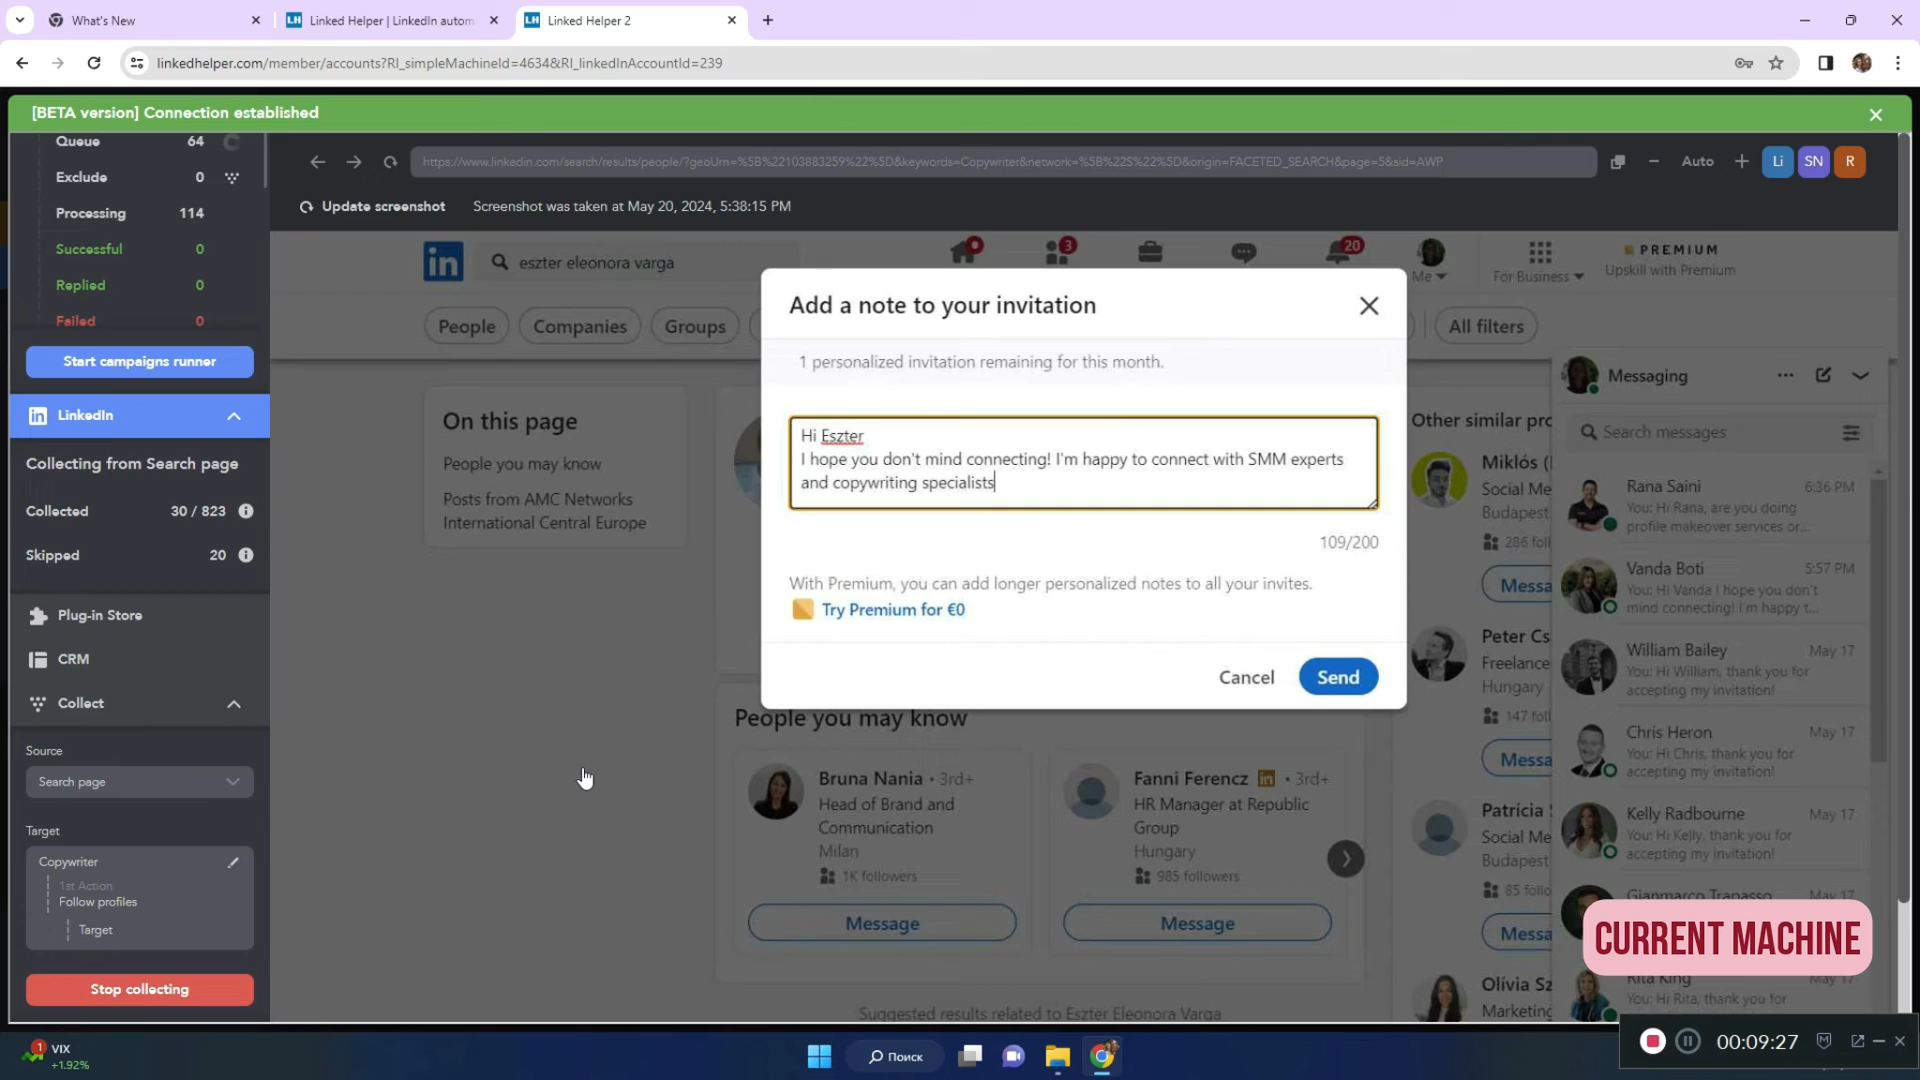 What's New
Linked Helper | LinkedIn autom
Linked Helper 2
linkedhelper.com/member/accounts?RI_simpleMachineId=4634&RI_linkedInAccountId=239
[BETA version] Connection established
Queue 64
Exclude 0
Processing 114
Successful 0
Replied 0
Failed 0
Start campaigns runner
LinkedIn
Collecting from Search page
Collected 30 / 823
Skipped 20
Plug-in Store
CRM
Collect
Source
Search page
Target
Copywriter
1st Action
Follow profiles
Target
Stop collecting
https://www.linkedin.com/search/results/people/?geoUrn=%5B%22103883259%22%5D&keywords=Copywriter&network=%5B%22S%22%5D&origin=FACETED_SEARCH&page=5&sid=AWP
Auto
Li
SN
R
Update screenshot
Screenshot was taken at May 20, 2024, 5:38:15 PM
in
eszter eleonora varga
3
20
Me
For Business
PREMIUM
Upskill with Premium
People
Companies
Groups
All filters
On this page
People you may know
Posts from AMC Networks
International Central Europe
Add a note to your invitation
1 personalized invitation remaining for this month.
Hi Eszter
I hope you don't mind connecting! I'm happy to connect with SMM experts
and copywriting specialists
109/200
With Premium, you can add longer personalized notes to all your invites.
Try Premium for €0
Cancel
Send
People you may know
Bruna Nania • 3rd+
Head of Brand and
Communication
Milan
1K followers
Message
Fanni Ferencz in • 3rd+
HR Manager at Republic
Group
Hungary
985 followers
Message
Suggested results related to Eszter Eleonora Varga
Other similar pro
Miklós (
Social Me
Budapest
286 foll
Messa
Peter Cs
Freelance
Hungary
147 foll
Messa
Patrícia
Social Me
Budapest
85 follo
Messa
Olívia Sz
Marketing
Messaging
Search messages
Rana Saini 6:36 PM
You: Hi Rana, are you doing
profile makeover services or...
Vanda Boti 5:57 PM
You: Hi Vanda I hope you don't
mind connecting! I'm happy t...
William Bailey May 17
You: Hi William, thank you for
accepting my invitation!
Chris Heron May 17
You: Hi Chris, thank you for
accepting my invitation!
Kelly Radbourne May 17
You: Hi Kelly, thank you for
accepting my invitation!
Gianmarco Trapasso May 17
Rita King May 17
You: Hi Rita, thank you for
CURRENT MACHINE
00:09:27
1
VIX
+1.92%
Поиск